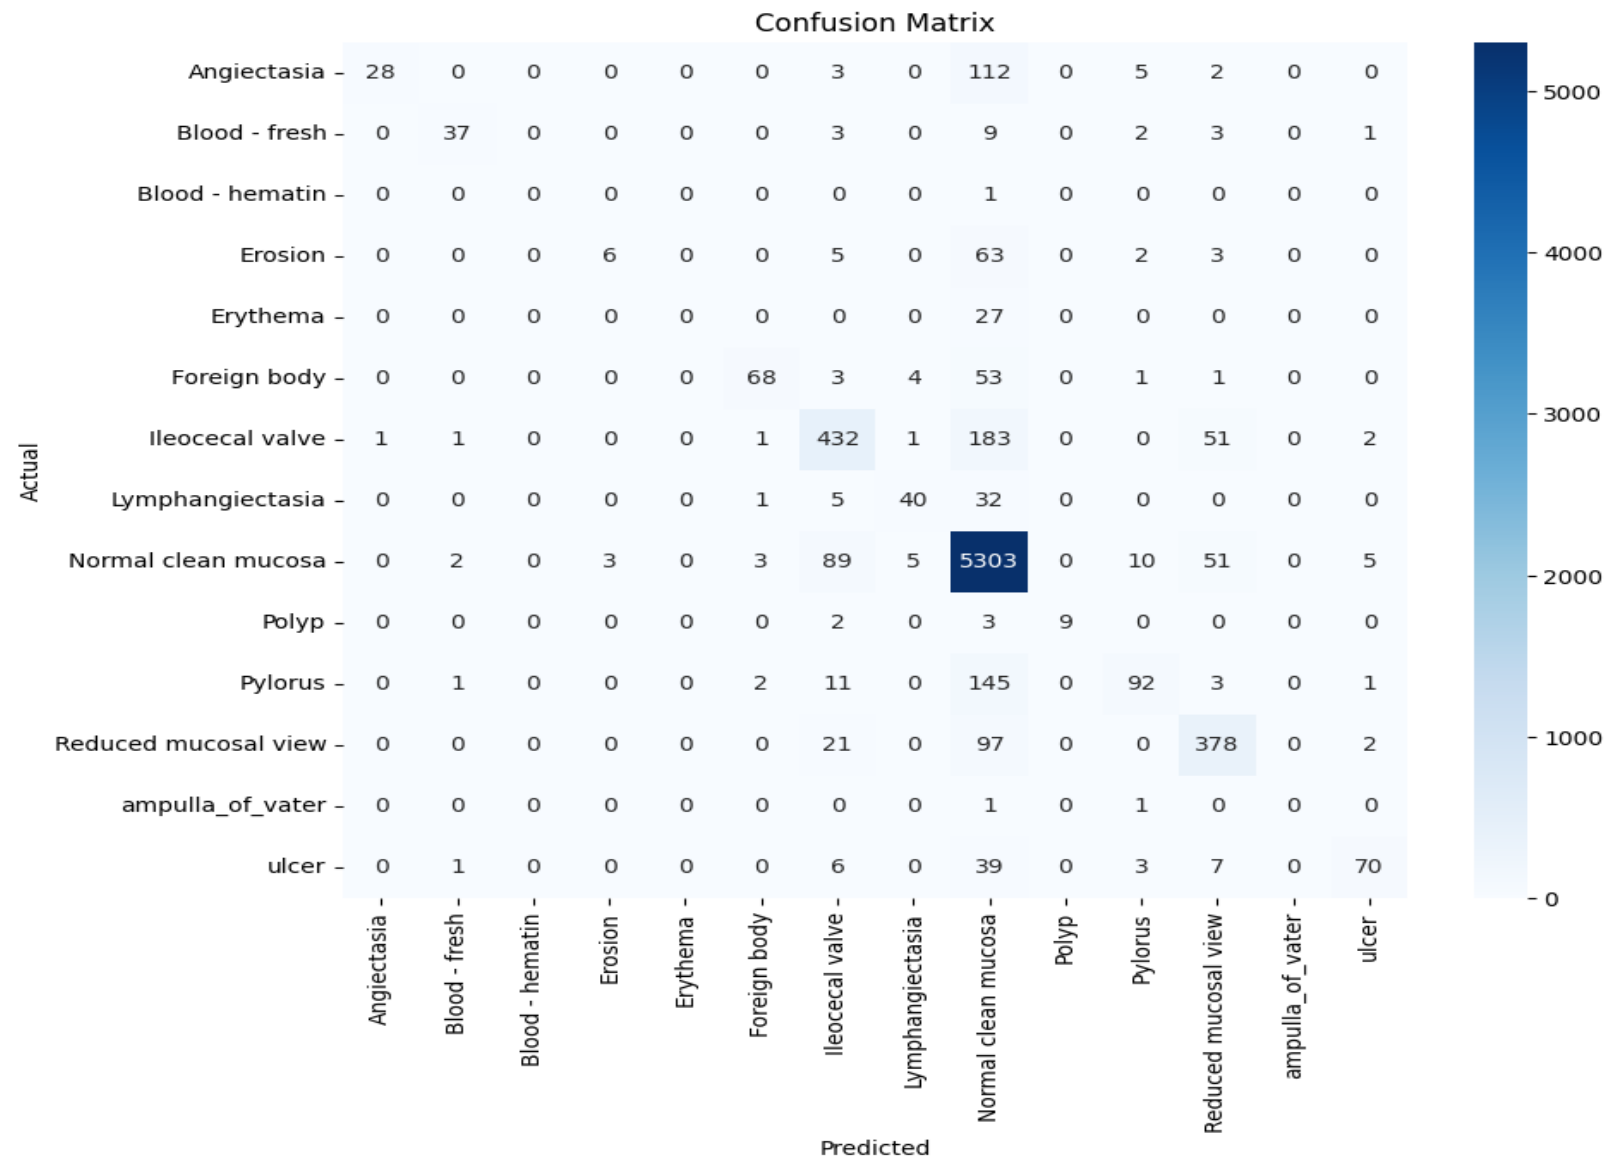 Confusion Matrix
Angiectasia 28 0 0 0 0 0 3 0 112 0 5 2 0 0
Blood - fresh 0 37 0 0 0 0 3 0 9 0 2 3 0 1
Blood - hematin 0 0 0 0 0 0 0 0 1 0 0 0 0 0
Erosion 0 0 0 6 0 0 5 0 63 0 2 3 0 0
Erythema 0 0 0 0 0 0 0 0 27 0 0 0 0 0
Foreign body 0 0 0 0 0 68 3 4 53 0 1 1 0 0
Ileocecal valve 1 1 0 0 0 1 432 1 183 0 0 51 0 2
Lymphangiectasia 0 0 0 0 0 1 5 40 32 0 0 0 0 0
Normal clean mucosa 0 2 0 3 0 3 89 5 5303 0 10 51 0 5
Polyp 0 0 0 0 0 0 2 0 3 9 0 0 0 0
Pylorus 0 1 0 0 0 2 11 0 145 0 92 3 0 1
Reduced mucosal view 0 0 0 0 0 0 21 0 97 0 0 378 0 2
ampulla_of_vater 0 0 0 0 0 0 0 0 1 0 1 0 0 0
ulcer 0 1 0 0 0 0 6 0 39 0 3 7 0 70
Actual
Angiectasia
Blood - fresh
Blood - hematin
Erosion
Erythema
Foreign body
Ileocecal valve
Lymphangiectasia
Normal clean mucosa
Polyp
Pylorus
Reduced mucosal view
ampulla_of_vater
ulcer
Predicted
5000
4000
3000
2000
1000
0